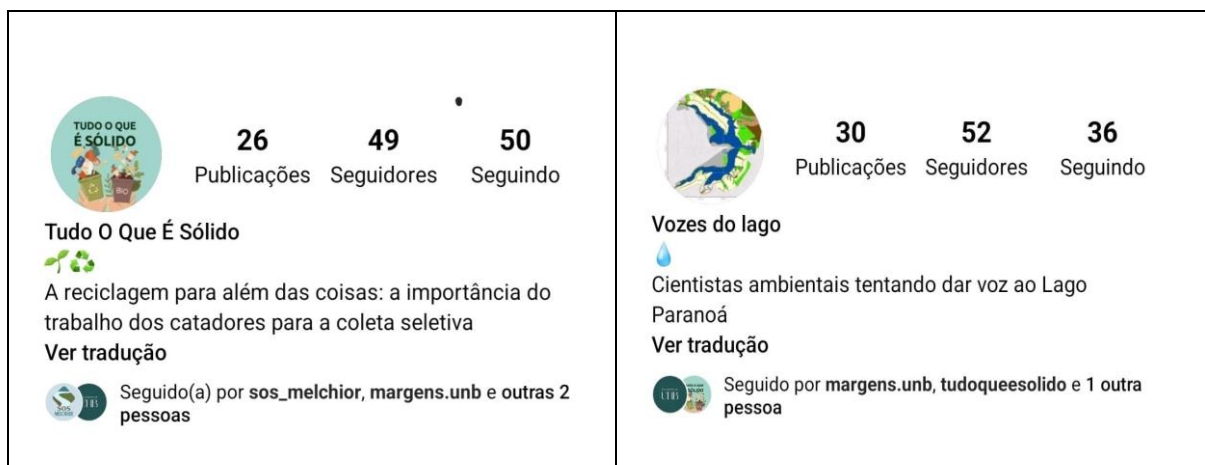 TUDO O QUE
É SÓLIDO
BIO
26 49 50
Publicações Seguidores Seguindo
Tudo O Que É Sólido
🌱♻️
A reciclagem para além das coisas: a importância do
trabalho dos catadores para a coleta seletiva
Ver tradução
SOS
MELCHIOR
Seguido(a) por sos_melchior, margens.unb e outras 2
pessoas
30 52 36
Publicações Seguidores Seguindo
Vozes do lago
💧
Cientistas ambientais tentando dar voz ao Lago
Paranoá
Ver tradução
Seguido por margens.unb, tudoqueesolido e 1 outra
pessoa